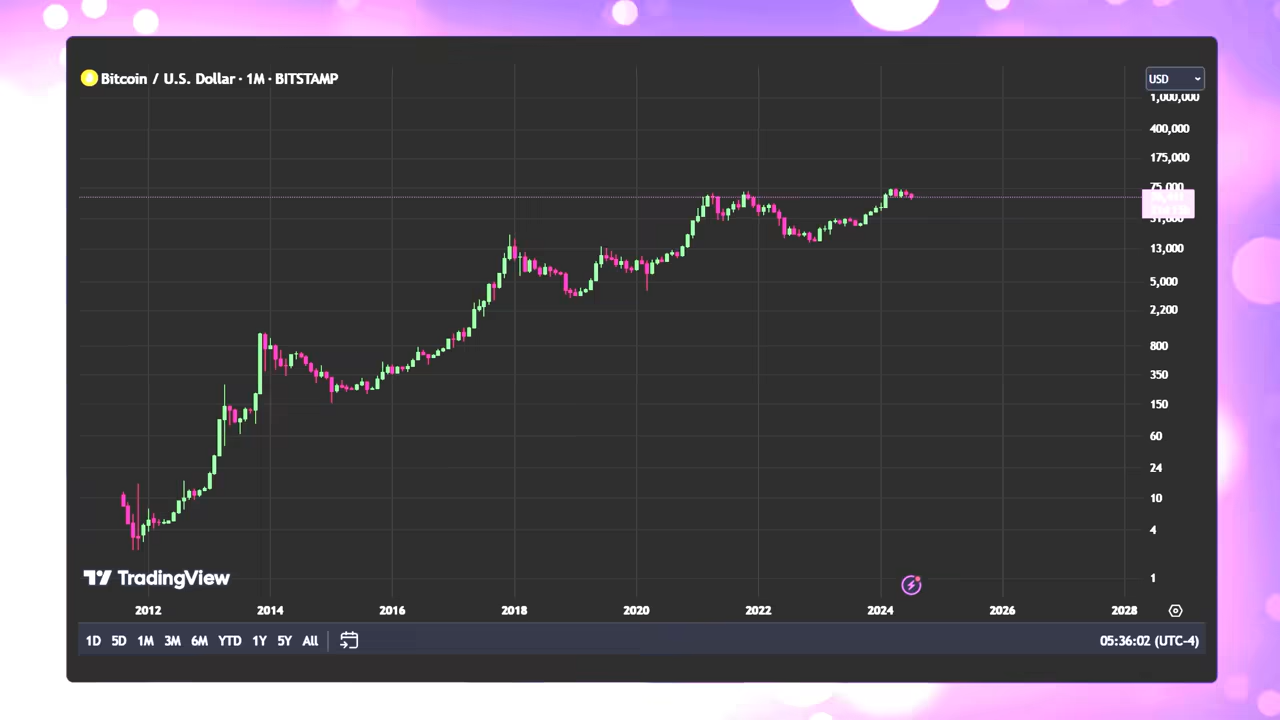 Bitcoin / U.S. Dollar · 1M · BITSTAMP
USD
1,000,000
400,000
175,000
75,000
31,000
13,000
5,000
2,200
800
350
150
60
24
10
4
1
TradingView
2012 2014 2016 2018 2020 2022 2024 2026 2028
1D 5D 1M 3M 6M YTD 1Y 5Y All
05:36:02 (UTC-4)